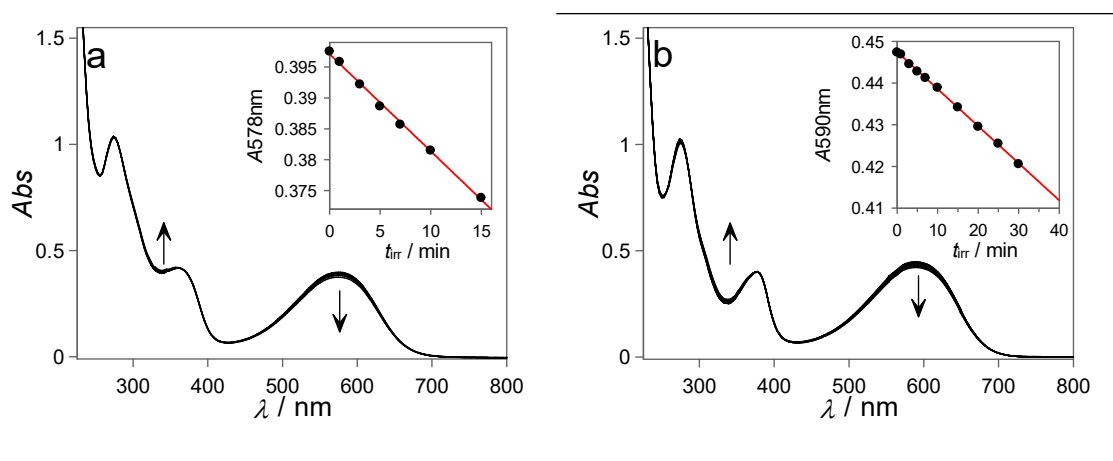 a
1.5
1
0.5
0
Abs
300 400 500 600 700 800
λ / nm
0.395
0.39
0.385
0.38
0.375
A578nm
0 5 10 15
tirr / min
b
1.5
1
0.5
0
Abs
300 400 500 600 700 800
λ / nm
0.45
0.44
0.43
0.42
0.41
A590nm
0 10 20 30 40
tirr / min